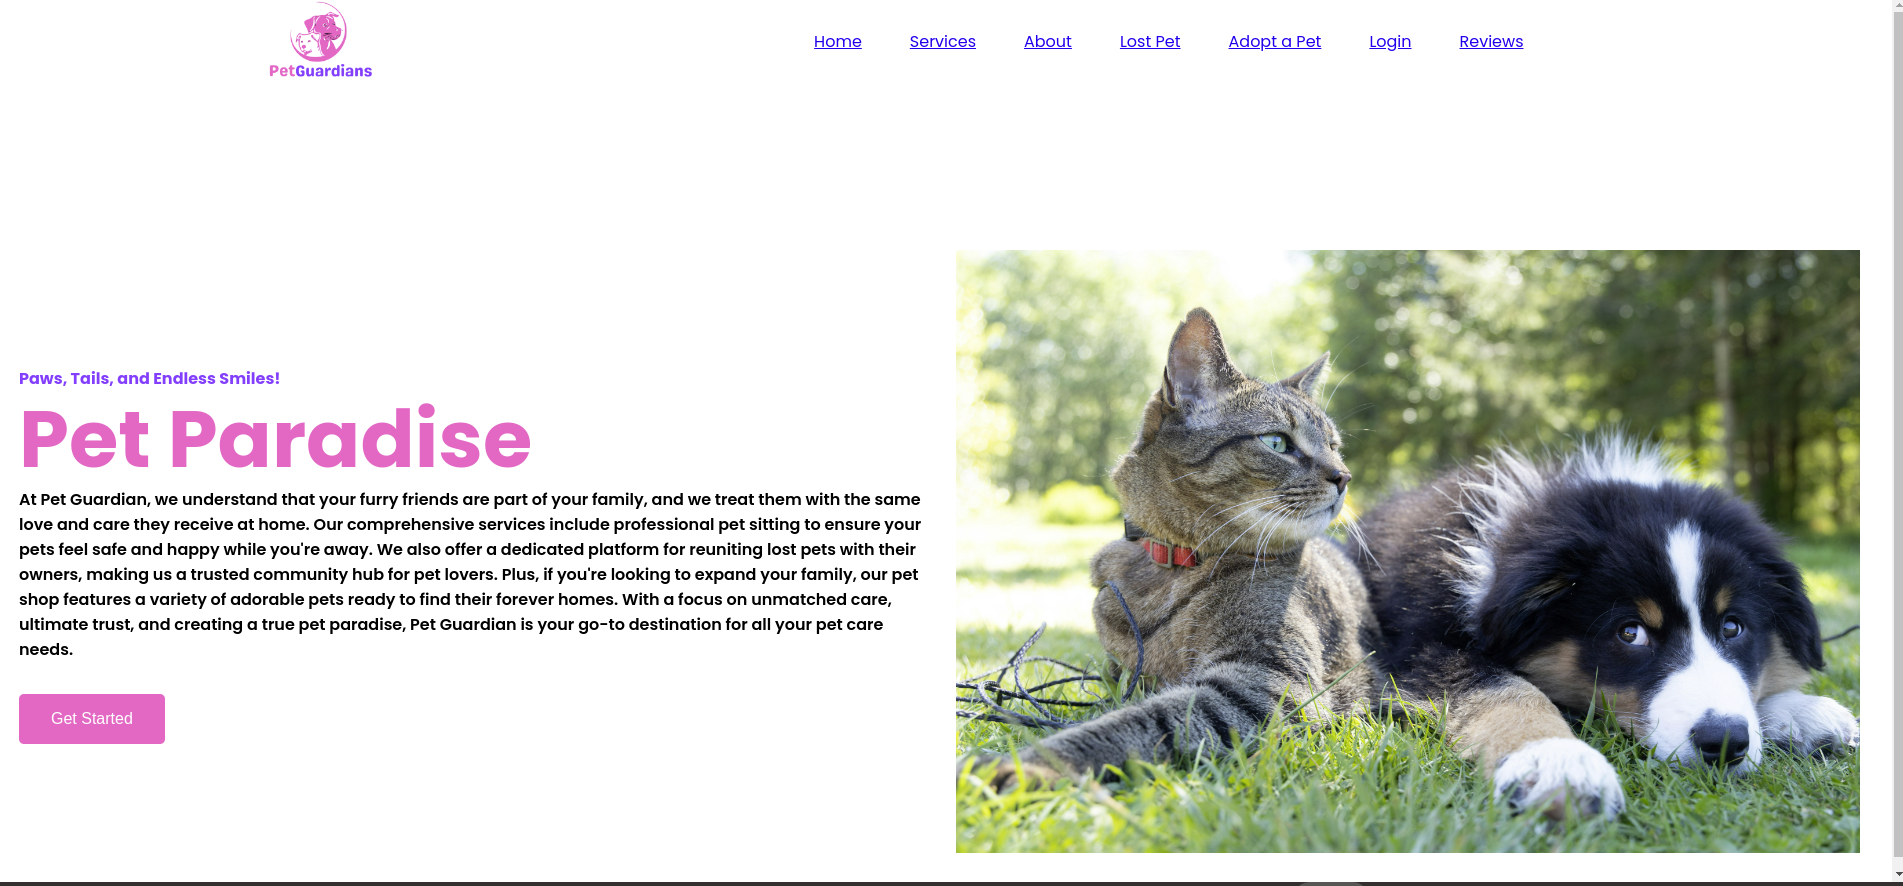 PetGuardians
Home Services About Lost Pet Adopt a Pet Login Reviews
Paws, Tails, and Endless Smiles!
Pet Paradise
At Pet Guardian, we understand that your furry friends are part of your family, and we treat them with the same
love and care they receive at home. Our comprehensive services include professional pet sitting to ensure your
pets feel safe and happy while you're away. We also offer a dedicated platform for reuniting lost pets with their
owners, making us a trusted community hub for pet lovers. Plus, if you're looking to expand your family, our pet
shop features a variety of adorable pets ready to find their forever homes. With a focus on unmatched care,
ultimate trust, and creating a true pet paradise, Pet Guardian is your go-to destination for all your pet care
needs.
Get Started